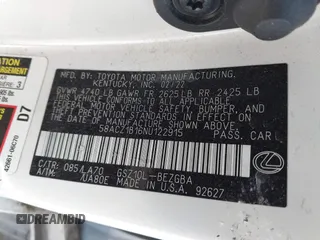 MFD. BY: TOYOTA MOTOR MANUFACTURING,
KENTUCKY, INC. 02/22
GVWR 4740 LB GAWR FR 2625 LB RR 2425 LB
THIS VEHICLE CONFORMS TO ALL APPLICABLE
FEDERAL MOTOR VEHICLE SAFETY, BUMPER, AND
THEFT PREVENTION STANDARDS IN EFFECT ON
THE DATE OF MANUFACTURE SHOWN ABOVE.
58ACZ1B16NU122915
PASS. CAR
C/TR: 085/LA70 GSZ10L-BEZGBA
A/TM:
MADE IN U.S.A. 92627
D7
42661-06C70